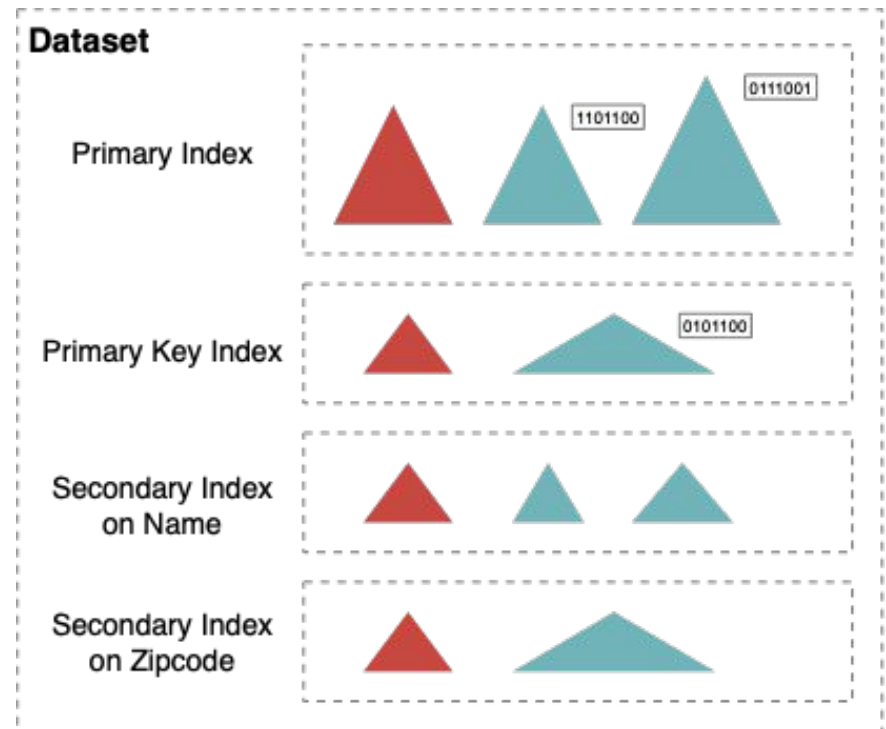 Dataset
Primary Index
1101100
0111001
Primary Key Index
0101100
Secondary Index
on Name
Secondary Index
on Zipcode